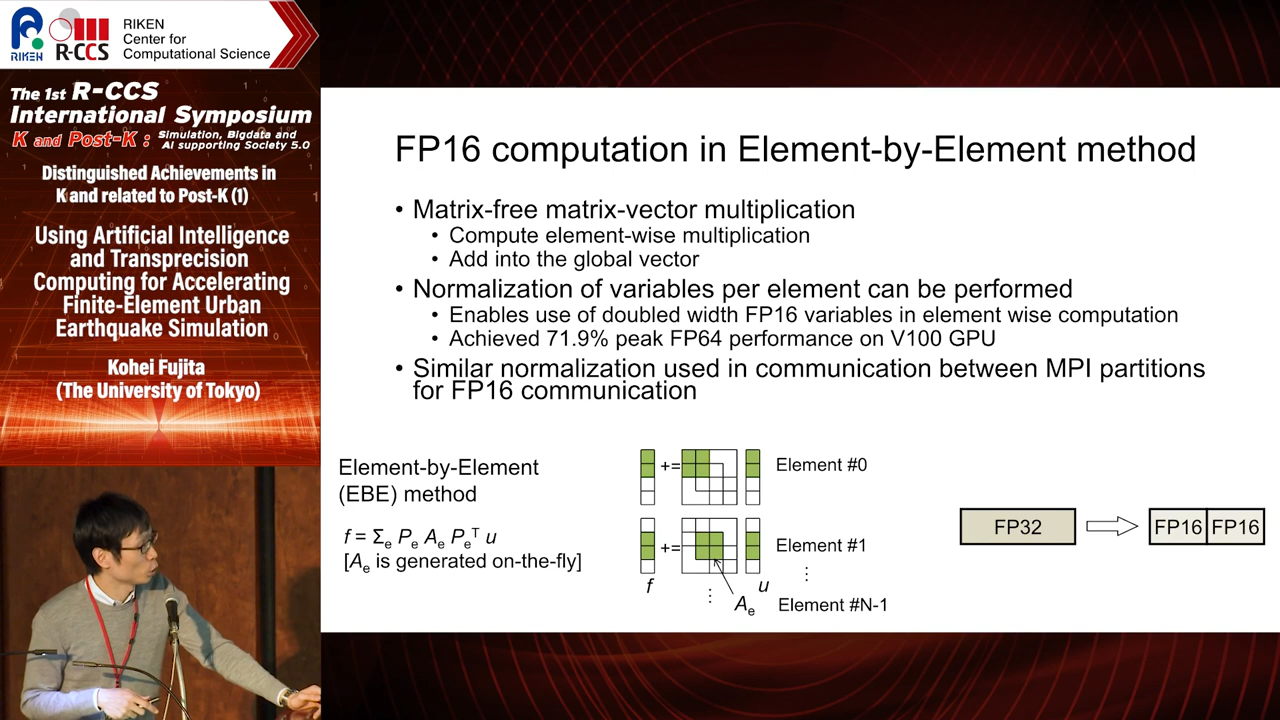 RIKEN
R-CCS
RIKEN
Center for
Computational Science
The 1st R-CCS
International Symposium
K and Post-K : Simulation, Bigdata and
AI supporting Society 5.0
Distinguished Achievements in
K and related to Post-K (1)
Using Artificial Intelligence
and Transprecision
Computing for Accelerating
Finite-Element Urban
Earthquake Simulation
Kohei Fujita
(The University of Tokyo)
FP16 computation in Element-by-Element method
• Matrix-free matrix-vector multiplication
• Compute element-wise multiplication
• Add into the global vector
• Normalization of variables per element can be performed
• Enables use of doubled width FP16 variables in element wise computation
• Achieved 71.9% peak FP64 performance on V100 GPU
• Similar normalization used in communication between MPI partitions
for FP16 communication
Element-by-Element
(EBE) method
f = Σe Pe Ae PeT u
[Ae is generated on-the-fly]
+=
Element #0
+=
Element #1
⋮
f
⋮
Ae
u
Element #N-1
FP32
FP16 FP16